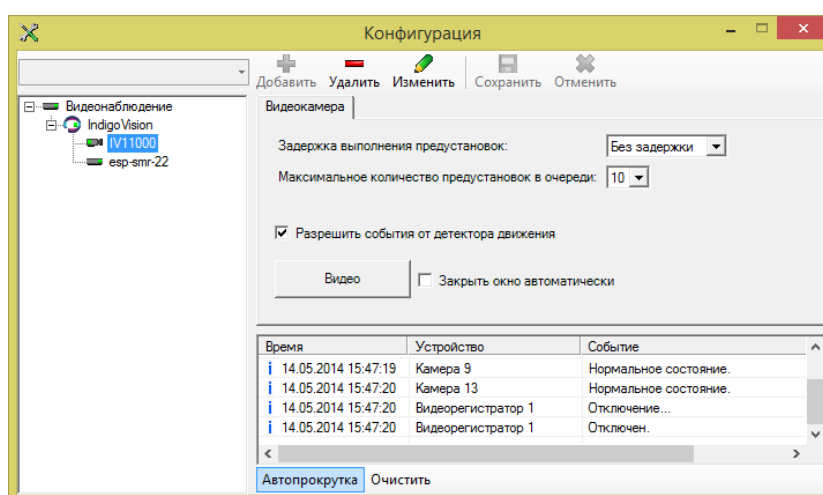 Конфигурация
Добавить Удалить Изменить Сохранить Отменить
Видеонаблюдение
IndigoVision
IV11000
esp-smr-22
Видеокамера
Задержка выполнения предустановок: Без задержки
Максимальное количество предустановок в очереди: 10
Разрешить события от детектора движения
Видео Закрыть окно автоматически
Время Устройство Событие
14.05.2014 15:47:19 Камера 9 Нормальное состояние.
14.05.2014 15:47:20 Камера 13 Нормальное состояние.
14.05.2014 15:47:20 Видеорегистратор 1 Отключение...
14.05.2014 15:47:20 Видеорегистратор 1 Отключен.
Автопрокрутка Очистить